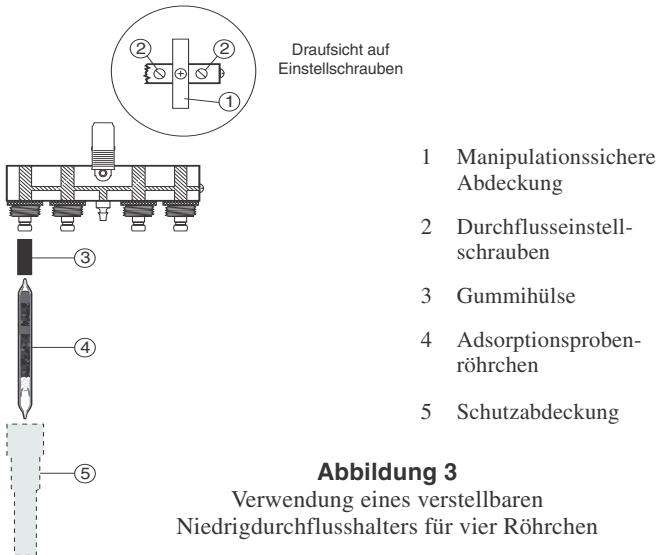 2
2
Draufsicht auf
Einstellschrauben
1
1 Manipulationssichere
Abdeckung
2 Durchflusseinstell-
schrauben
3
3 Gummihülse
4
4 Adsorptionsproben-
röhrchen
5 Schutzabdeckung
5
Abbildung 3
Verwendung eines verstellbaren
Niedrigdurchflusshalters für vier Röhrchen